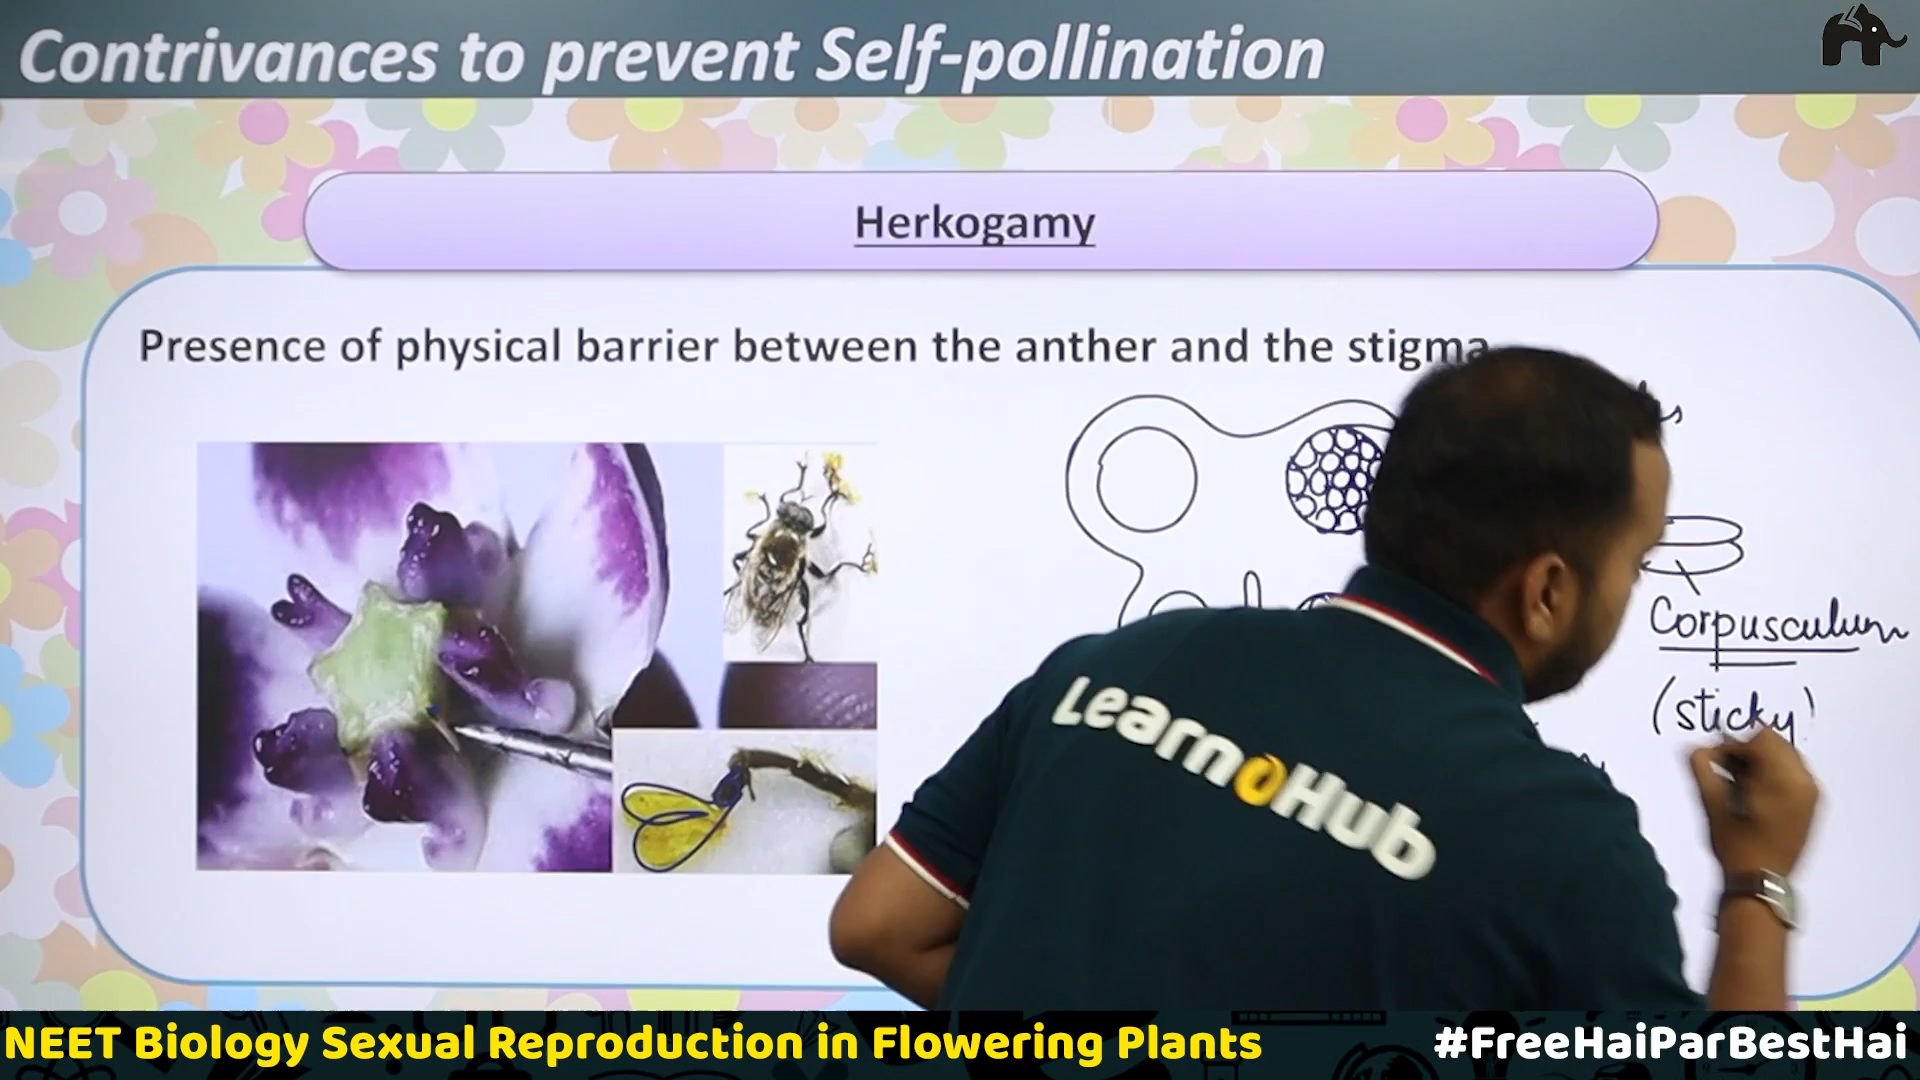 Contrivances to prevent Self-pollination
Herkogamy
Presence of physical barrier between the anther and the stigma
Corpusculum
(sticky)
LearnoHub
NEET Biology Sexual Reproduction in Flowering Plants
#FreeHaiParBestHai